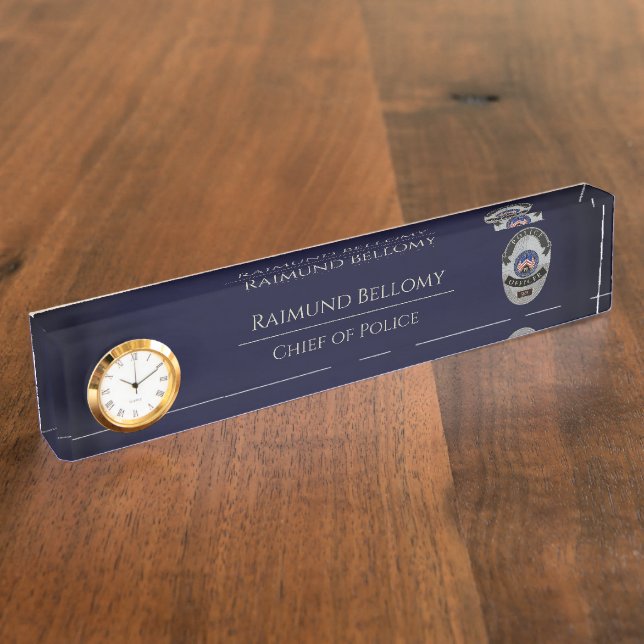 RAIMUND BELLOMY
RAIMUND BELLOMY
CHIEF OF POLICE
POLICE
OFFICER